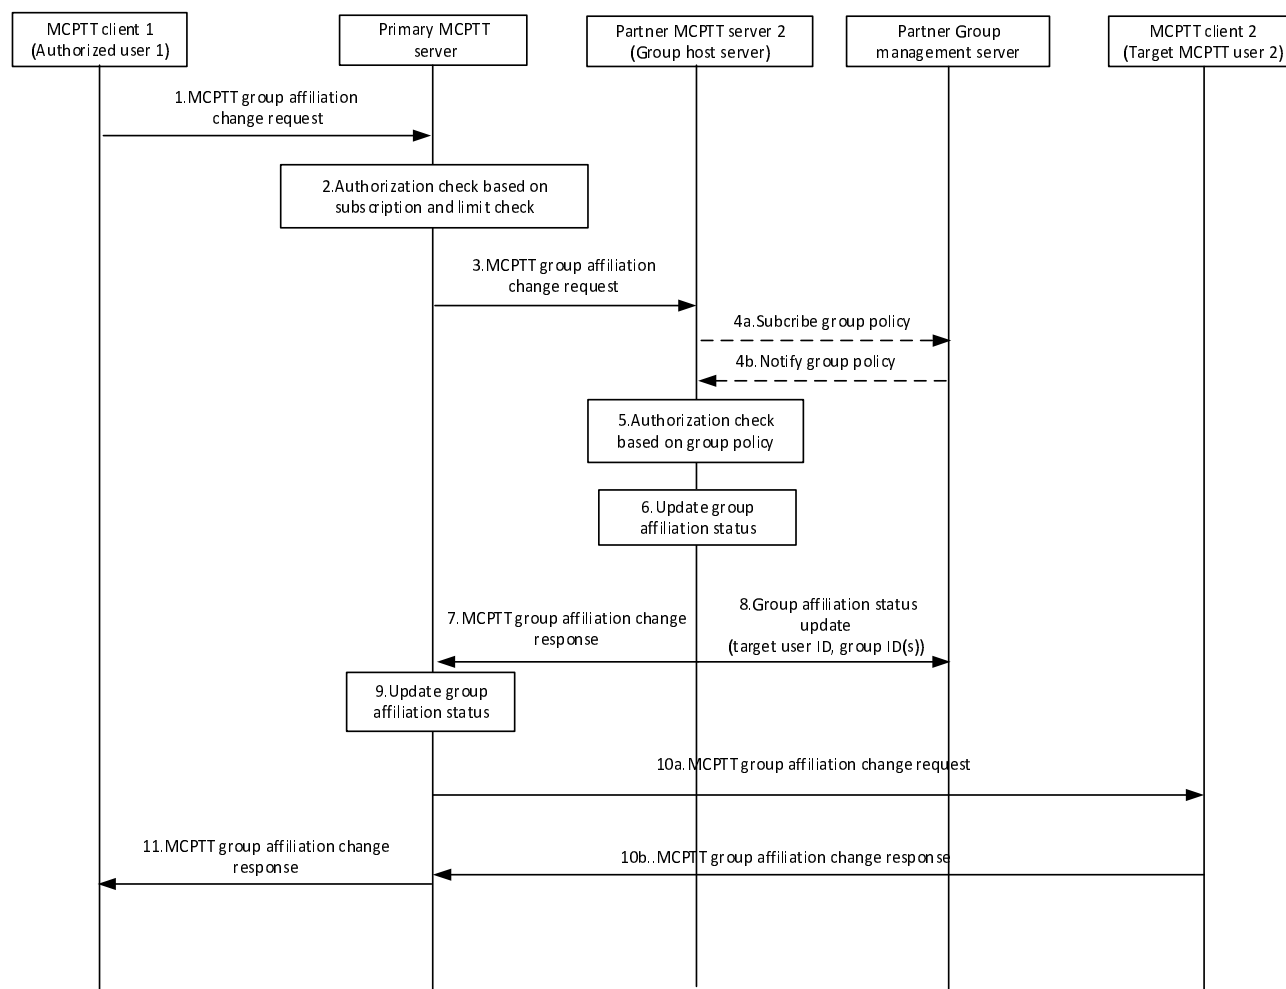 MCPTT client 1
(Authorized user 1)
Primary MCPTT
server
Partner MCPTT server 2
(Group host server)
Partner Group
management server
MCPTT client 2
(Target MCPTT user 2)
1.MCPTT group affiliation
change request
2.Authorization check based on
subscription and limit check
3.MCPTT group affiliation
change request
4a.Subcribe group policy
4b.Notify group policy
5.Authorization check
based on group policy
6.Update group
affiliation status
7.MCPTT group affiliation change
response
8.Group affiliation status
update
(target user ID, group ID(s))
9.Update group
affiliation status
10a.MCPTT group affiliation change request
10b..MCPTT group affiliation change response
11.MCPTT group affiliation change
response